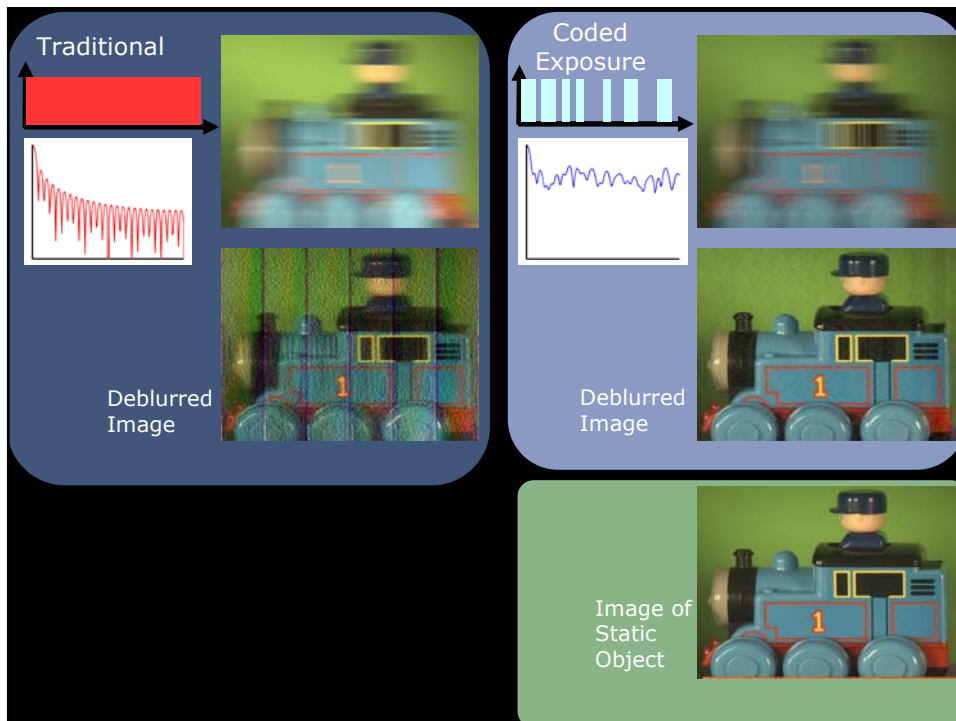 Traditional
Coded
Exposure
Deblurred
Image
1
Deblurred
Image
1
Image of
Static
Object
1